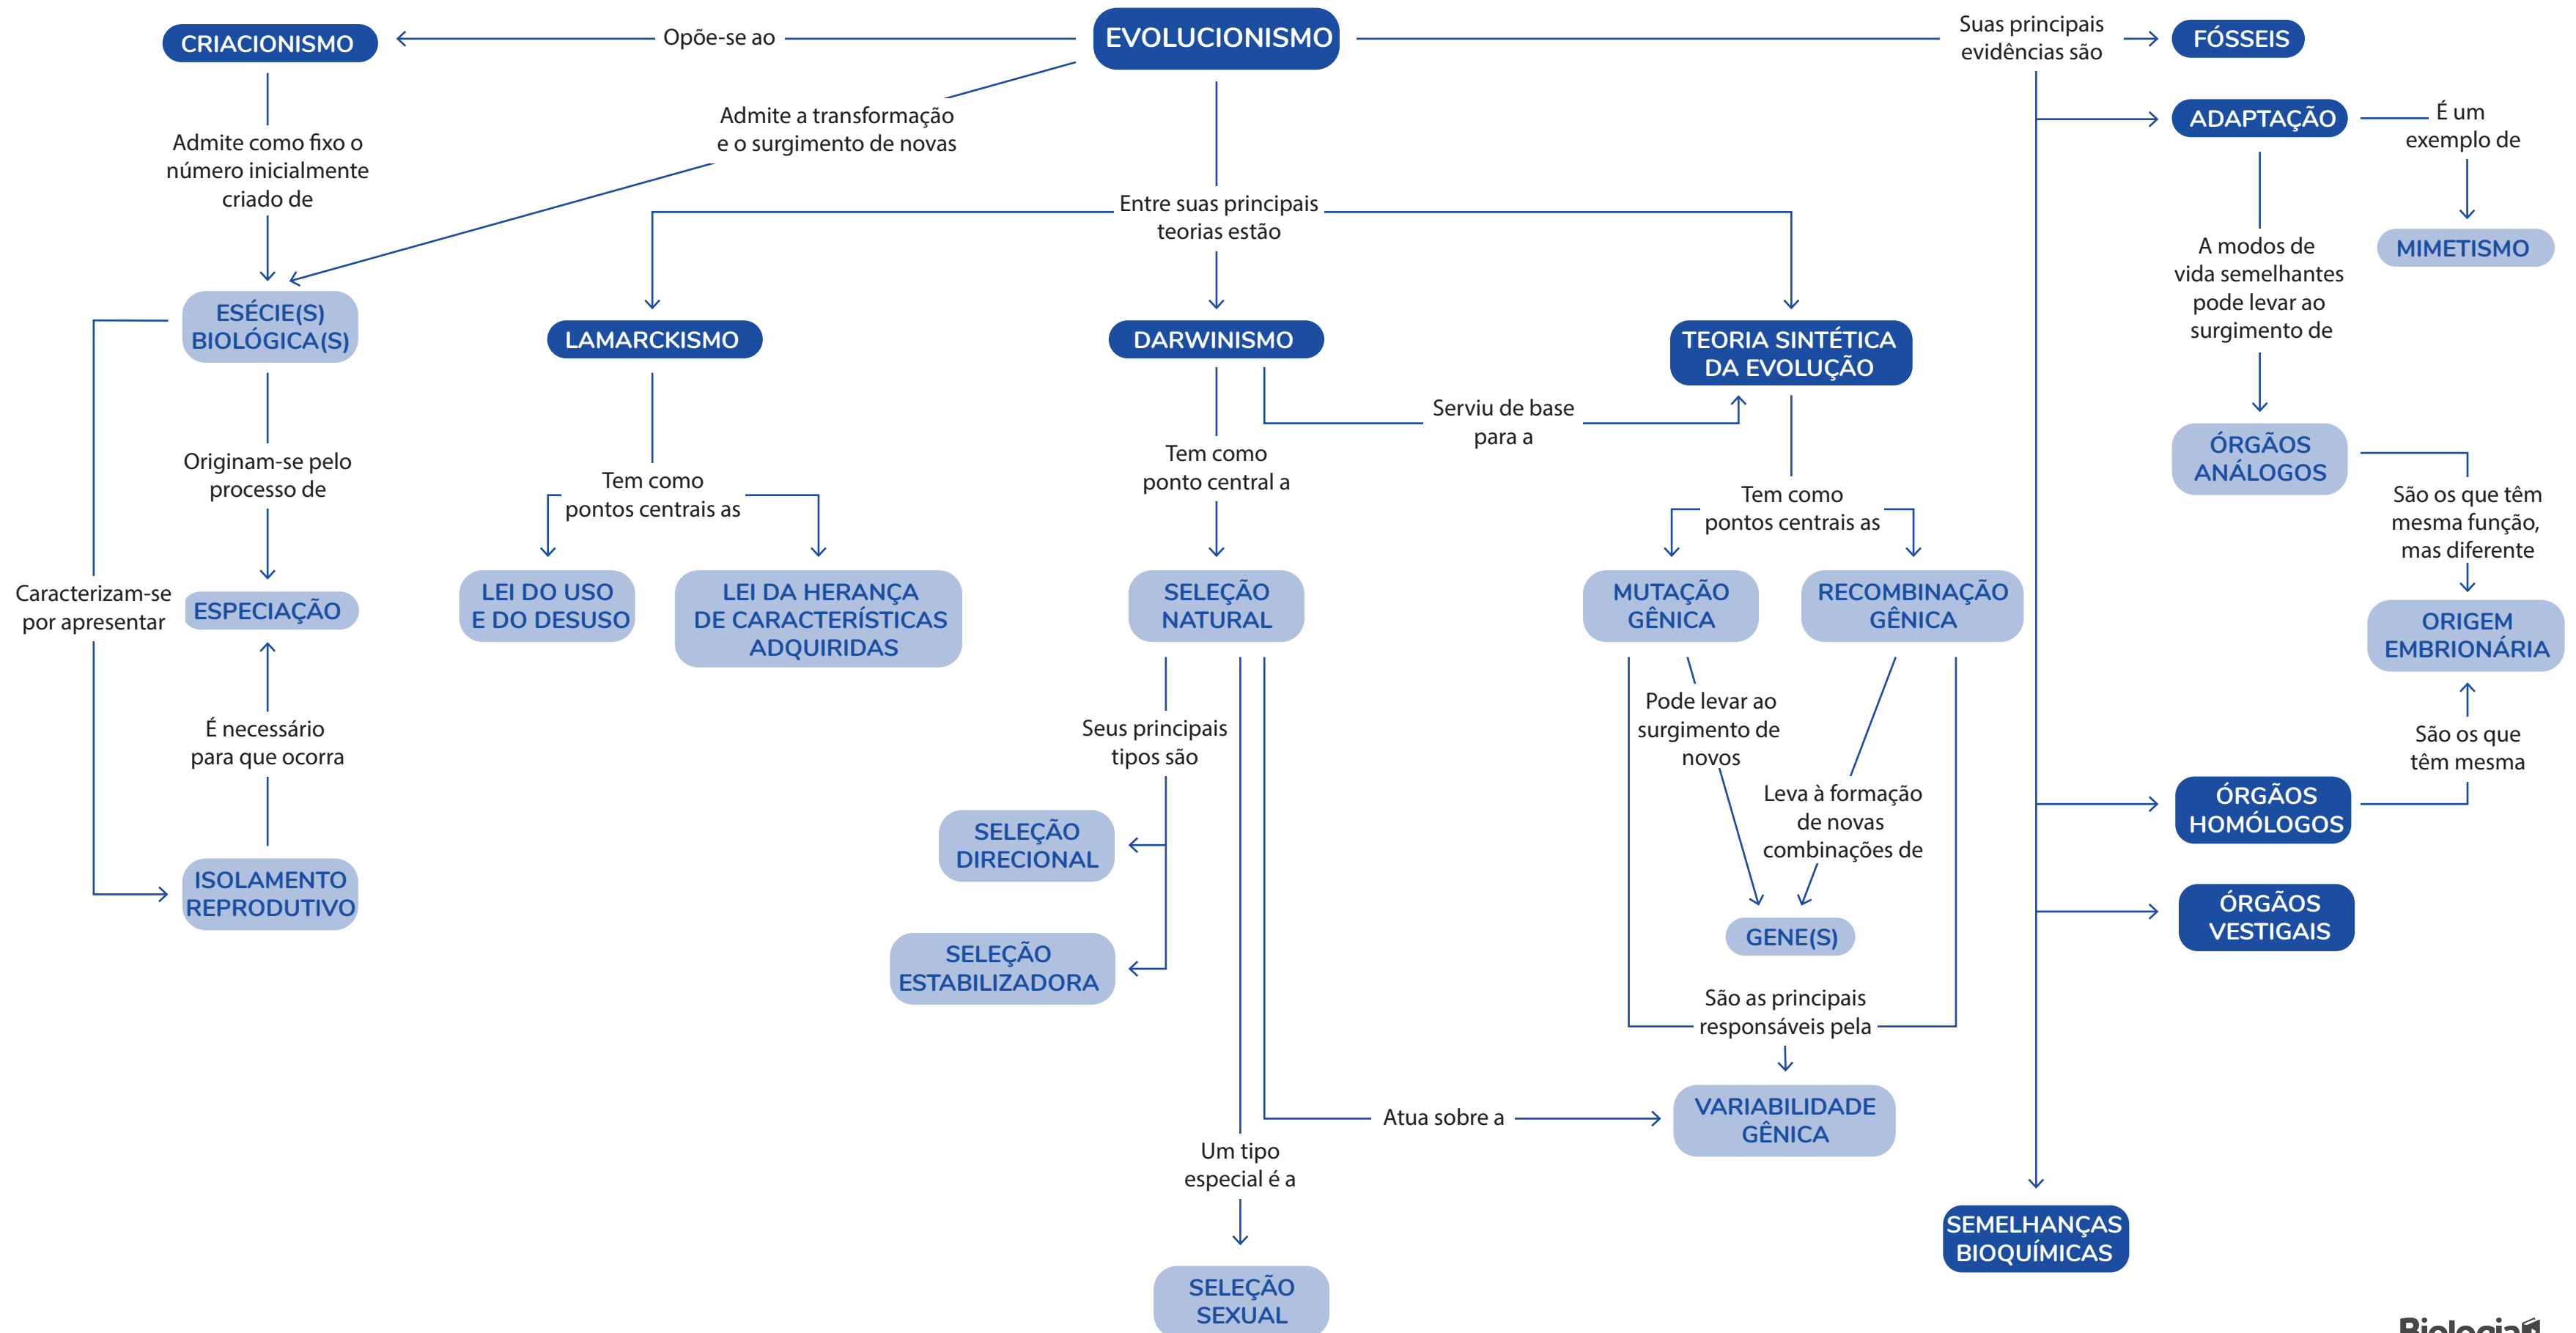 CRIACIONISMO
Opõe-se ao
EVOLUCIONISMO
Suas principais
evidências são
FÓSSEIS
Admite como fixo o
número inicialmente
criado de
Admite a transformação
e o surgimento de novas
Entre suas principais
teorias estão
ADAPTAÇÃO
É um
exemplo de
MIMETISMO
A modos de
vida semelhantes
pode levar ao
surgimento de
ESÉCIE(S)
BIOLÓGICA(S)
LAMARCKISMO
DARWINISMO
TEORIA SINTÉTICA
DA EVOLUÇÃO
Serviu de base
para a
Originam-se pelo
processo de
Tem como
pontos centrais as
Tem como
ponto central a
Tem como
pontos centrais as
ÓRGÃOS
ANÁLOGOS
São os que têm
mesma função,
mas diferente
Caracterizam-se
por apresentar
ESPECIAÇÃO
LEI DO USO
E DO DESUSO
LEI DA HERANÇA
DE CARACTERÍSTICAS
ADQUIRIDAS
SELEÇÃO
NATURAL
MUTAÇÃO
GÊNICA
RECOMBINAÇÃO
GÊNICA
ORIGEM
EMBRIONÁRIA
É necessário
para que ocorra
Seus principais
tipos são
Pode levar ao
surgimento de
novos
Leva à formação
de novas
combinações de
São os que
têm mesma
ISOLAMENTO
REPRODUTIVO
SELEÇÃO
DIRECIONAL
ÓRGÃOS
HOMÓLOGOS
SELEÇÃO
ESTABILIZADORA
GENE(S)
ÓRGÃOS
VESTIGAIS
São as principais
responsáveis pela
Atua sobre a
VARIABILIDADE
GÊNICA
Um tipo
especial é a
SEMELHANÇAS
BIOQUÍMICAS
SELEÇÃO
SEXUAL
Biologia